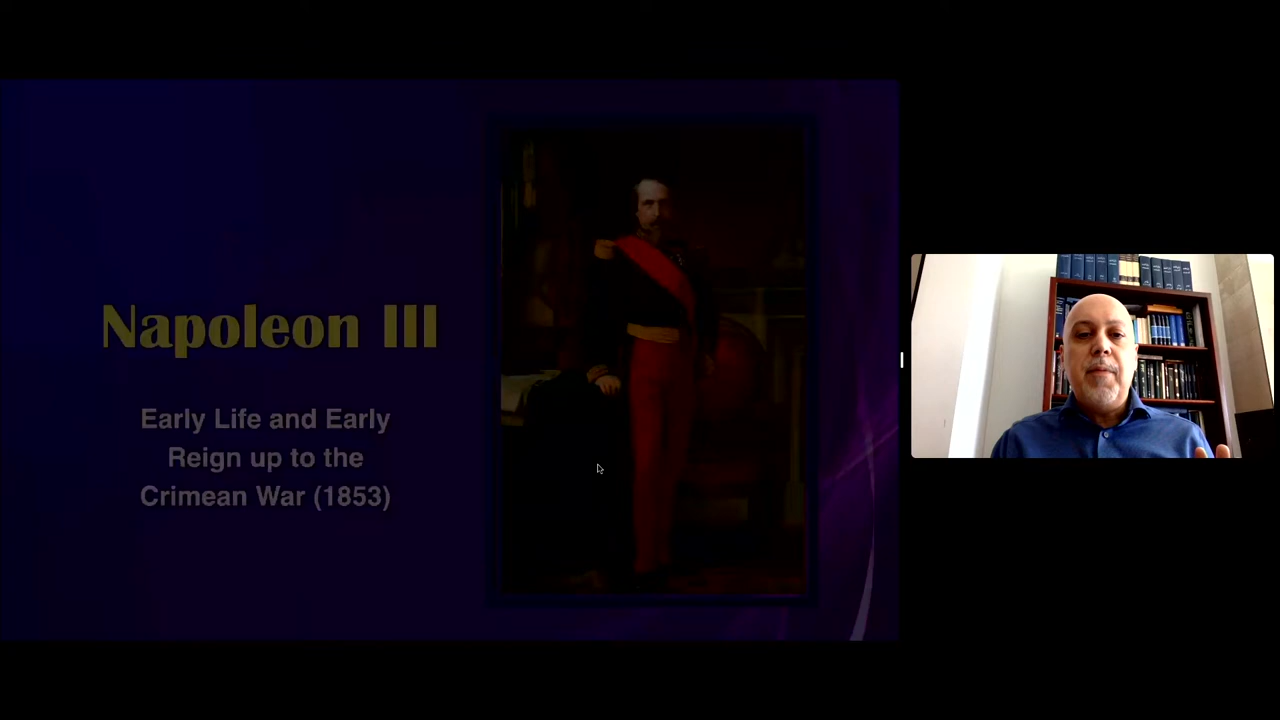 Napoleon III
Early Life and Early
Reign up to the
Crimean War (1853)